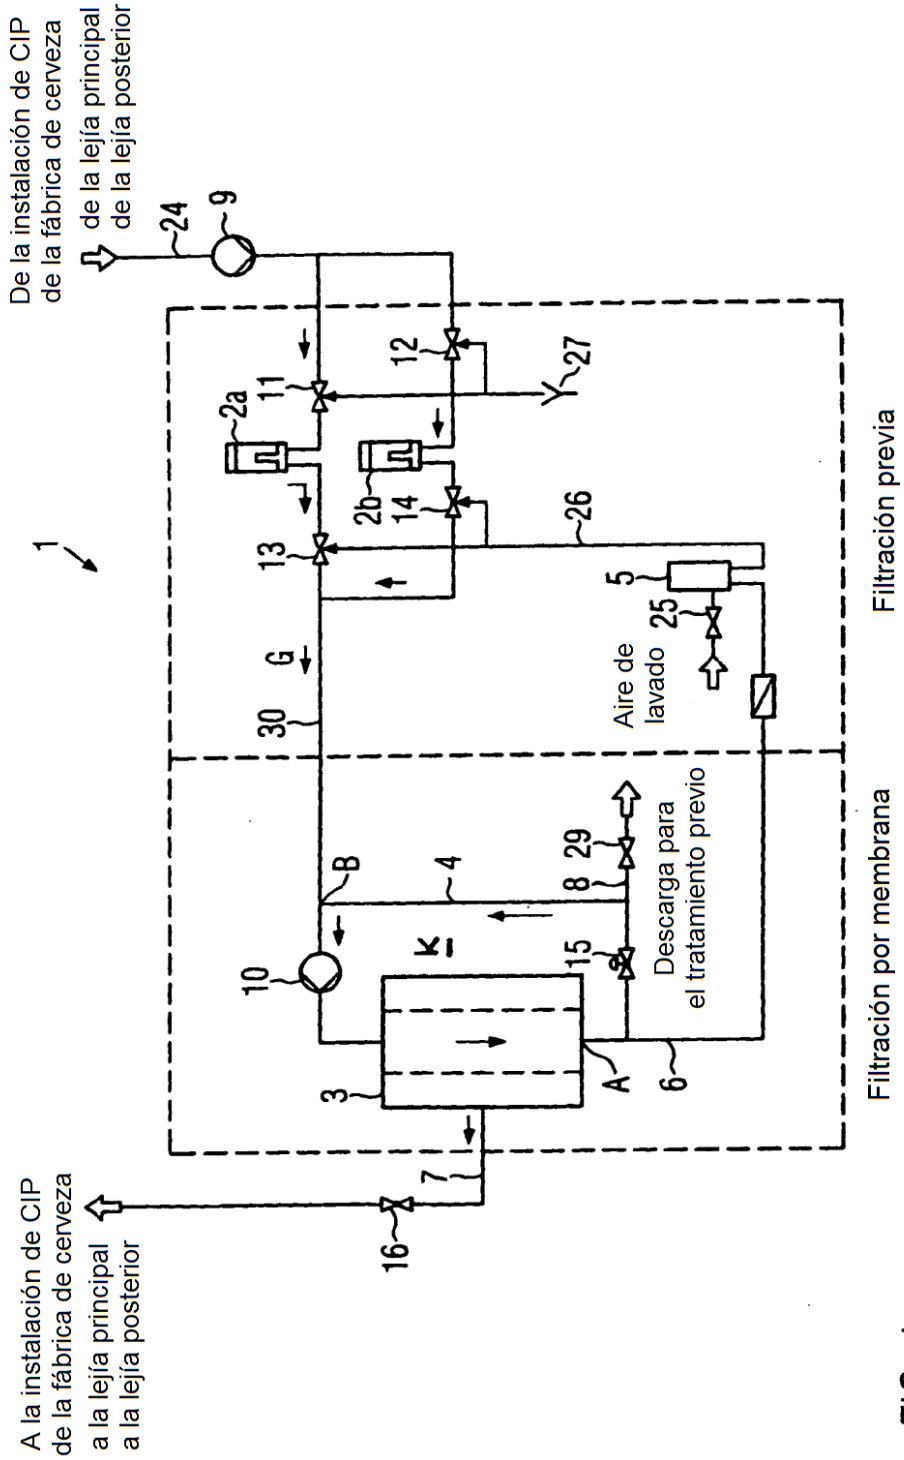 De la instalación de CIP
de la fábrica de cerveza
de la lejía principal
de la lejía posterior
24
9
1
11
2a
12
27
2b
14
13
26
5
25
Aire de
lavado
G
30
Filtración previa
B
4
K
10
8
29
15
Descarga para
el tratamiento previo
3
A
6
7
16
Filtración por membrana
A la instalación de CIP
de la fábrica de cerveza
a la lejía principal
a la lejía posterior